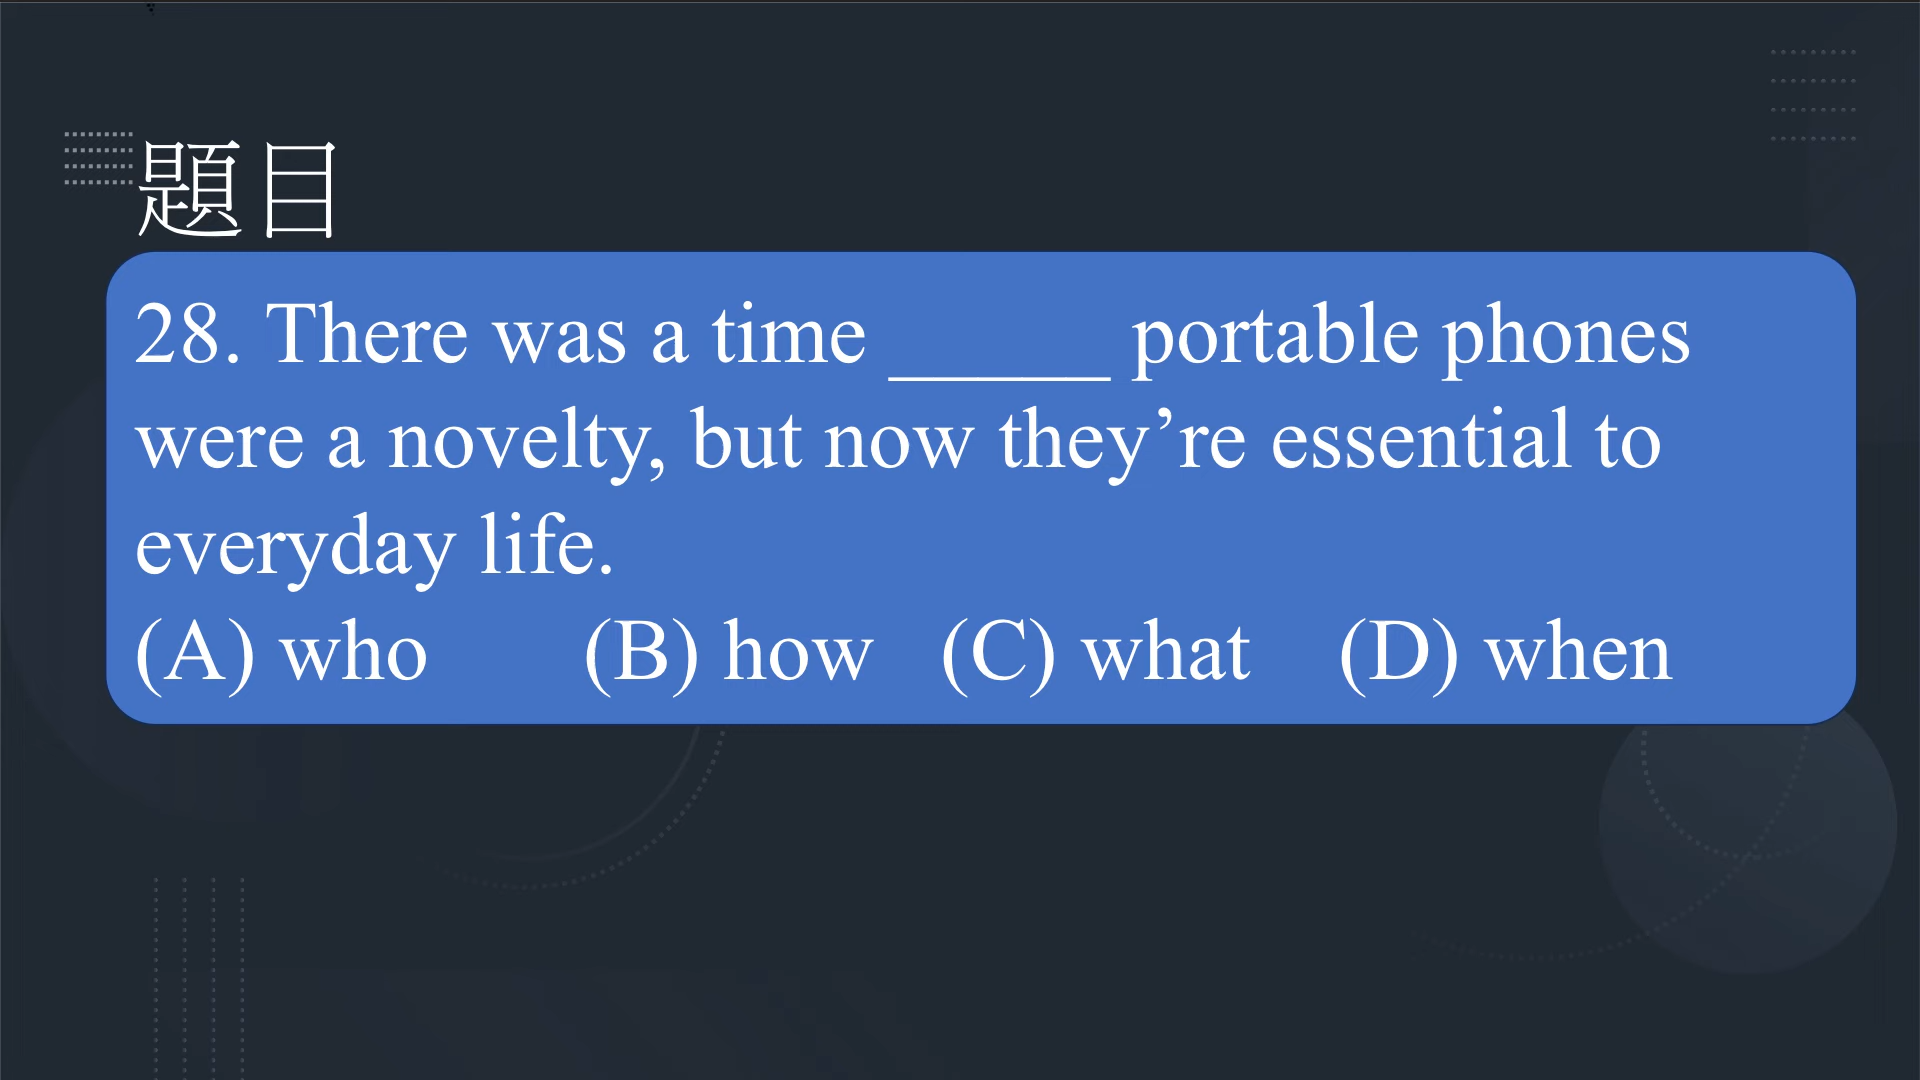 題目
28. There was a time ______ portable phones
were a novelty, but now they’re essential to
everyday life.
(A) who (B) how (C) what (D) when